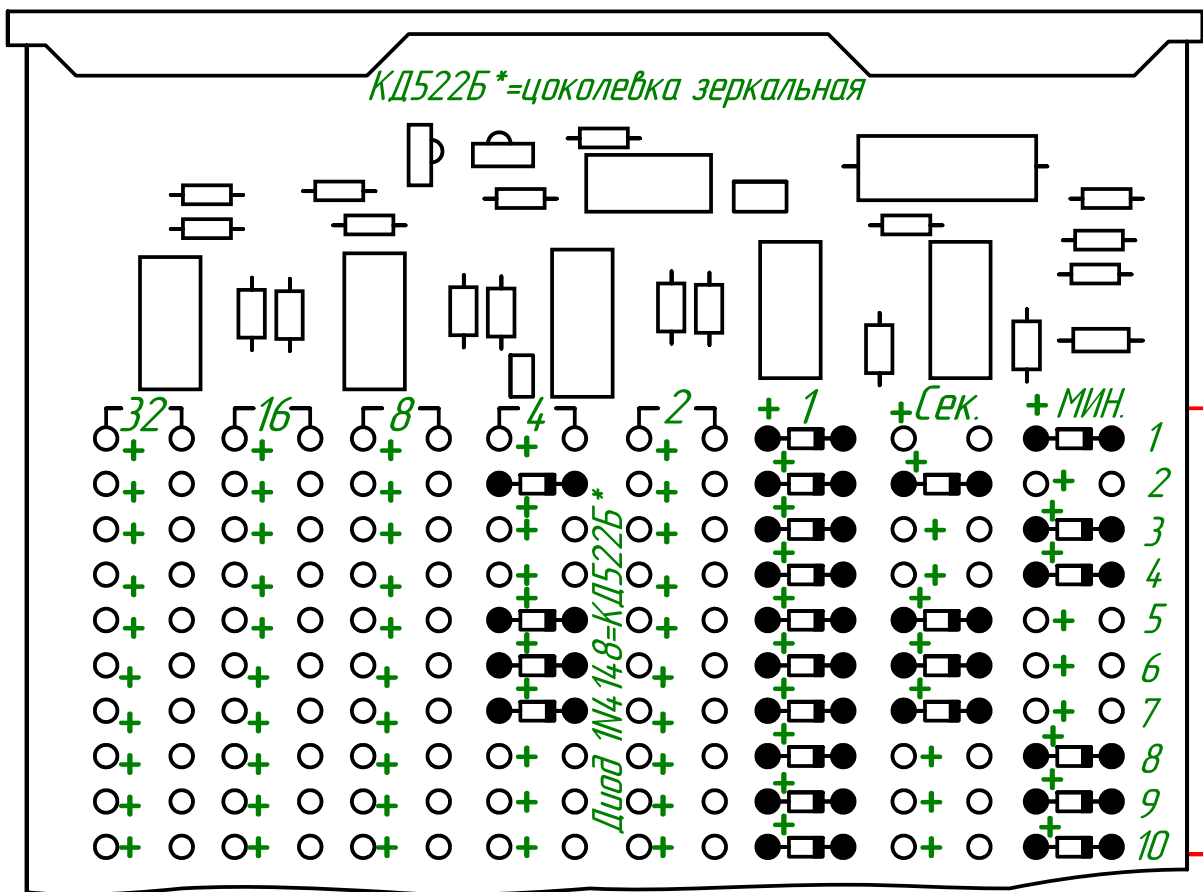 КД522Б*=цоколевка зеркальная
32 16 8 4 2 + 1 + Сек. + МИН.
+ + + + + 1
+ + 2
+ + + + + + + +
+ + + + + 3
+ + + + + +
+ + + + + 4
+ + + + + + + +
+ + + + + 5
+ + + + 6
+ + + + + 7
+ + + + + + + 8
+ + + + + + + 9
+ + + + + + + 10
Диод 1N4148=КД522Б*